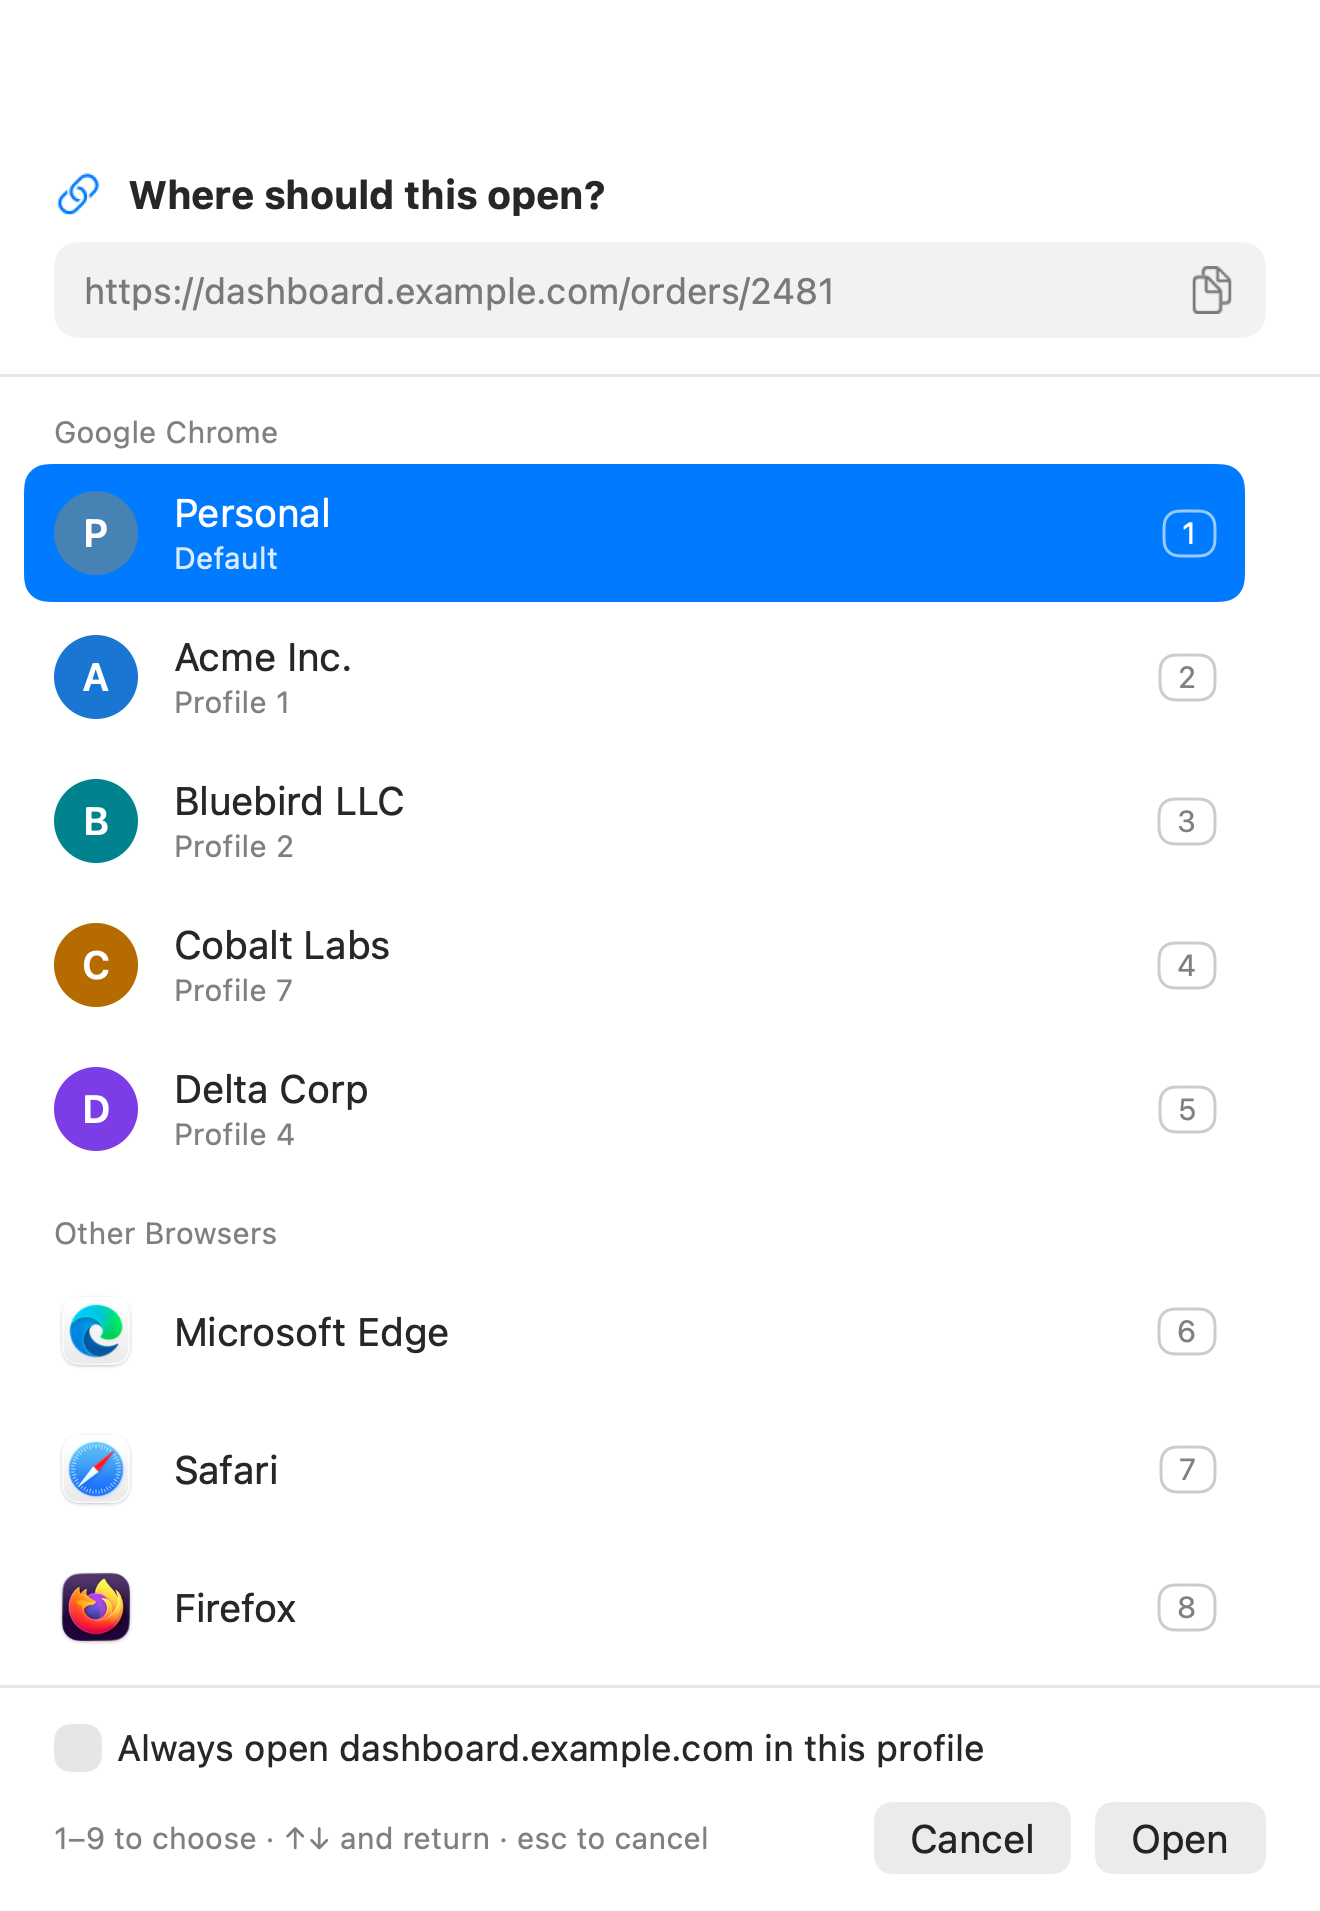 Where should this open?
https://dashboard.example.com/orders/2481
Google Chrome
P Personal 1
Default
A Acme Inc. 2
Profile 1
B Bluebird LLC 3
Profile 2
C Cobalt Labs 4
Profile 7
D Delta Corp 5
Profile 4
Other Browsers
Microsoft Edge 6
Safari 7
Firefox 8
Always open dashboard.example.com in this profile
1–9 to choose · ↑↓ and return · esc to cancel Cancel Open